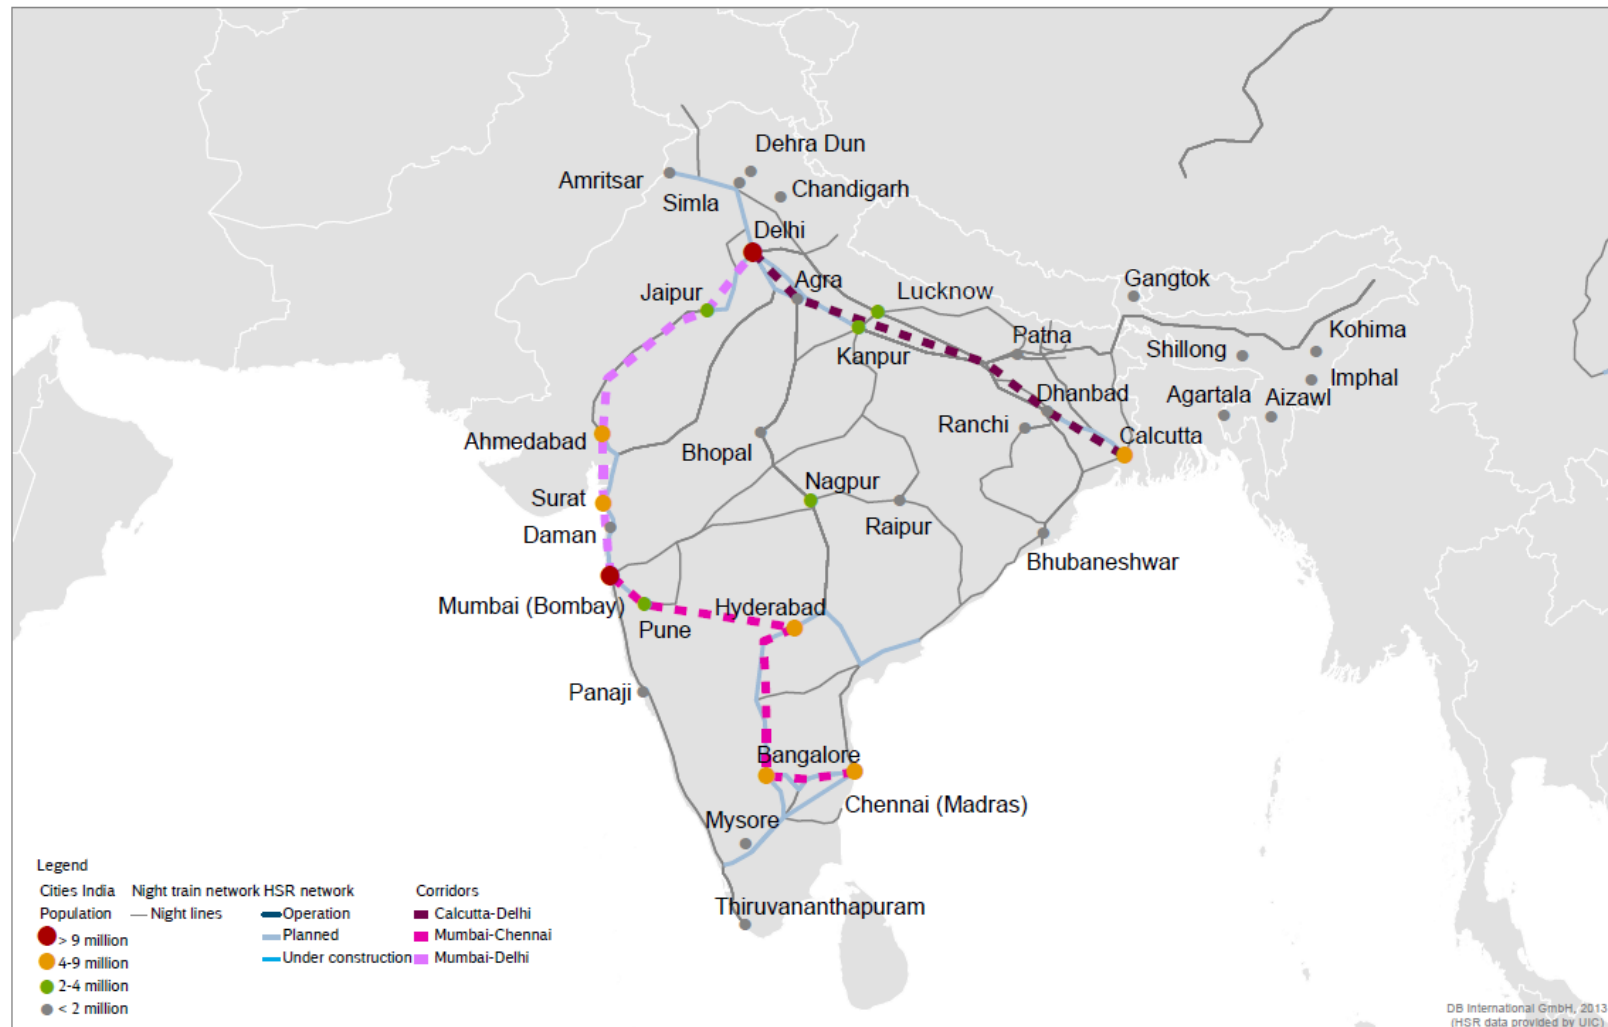 Dehra Dun
Amritsar
Chandigarh
Simla
Delhi
Agra
Gangtok
Jaipur
Lucknow
Kohima
Patha
Shillong
Kanpur
Imphal
Dhanbad
Agartala
Aizawl
Ranchi
Calcutta
Ahmedabad
Bhopal
Nagpur
Surat
Raipur
Daman
Bhubaneshwar
Mumbai (Bombay)
Hyderabad
Pune
Panaji
Bangalore
Chennai (Madras)
Mysore
Thiruvananthapuram
Legend
Cities India Night train network HSR network Corridors
Population Night lines Operation Calcutta-Delhi
> 9 million Planned Mumbai-Chennai
4-9 million Under construction Mumbai-Delhi
2-4 million
< 2 million
DB International GmbH, 2013
(HSR data provided by UIC)